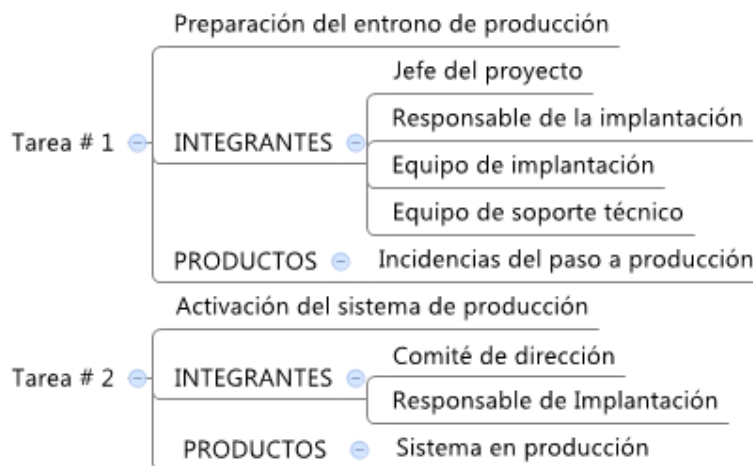 Preparación del entrono de producción
Tarea # 1
INTEGRANTES
Jefe del proyecto
Responsable de la implantación
Equipo de implantación
Equipo de soporte técnico
PRODUCTOS
Incidencias del paso a producción
Activación del sistema de producción
Tarea # 2
INTEGRANTES
Comité de dirección
Responsable de Implantación
PRODUCTOS
Sistema en producción